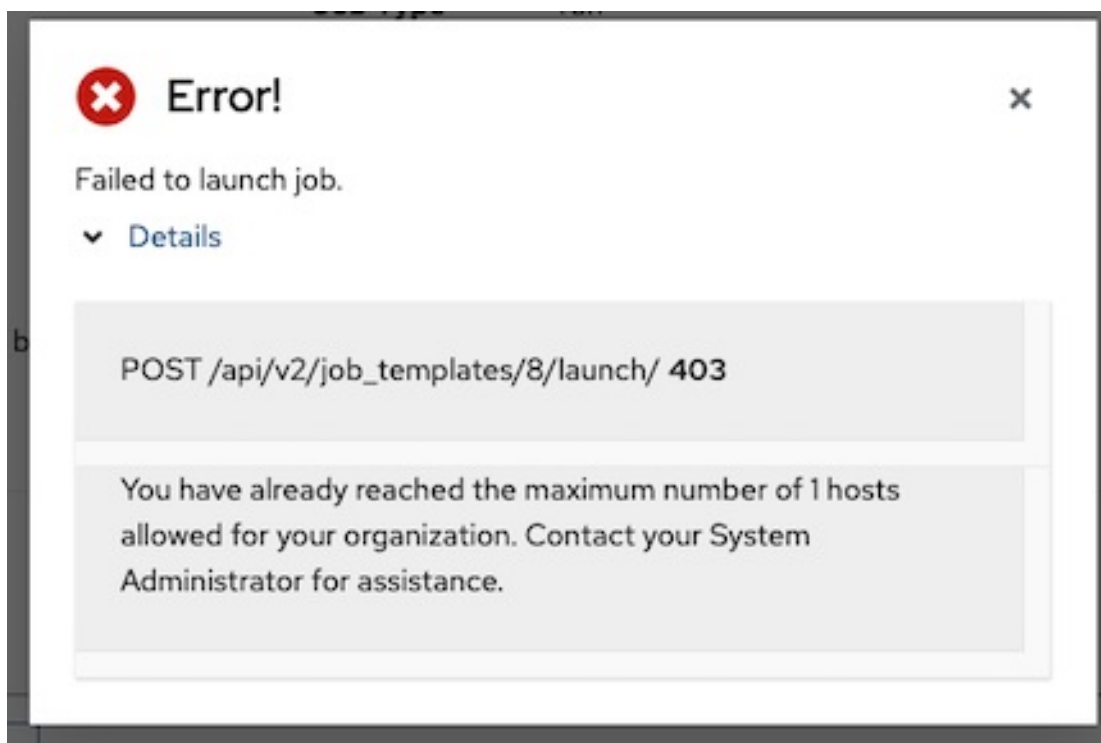 Error!
Failed to launch job.
Details
b
POST /api/v2/job_templates/8/launch/ 403
You have already reached the maximum number of 1 hosts
allowed for your organization. Contact your System
Administrator for assistance.